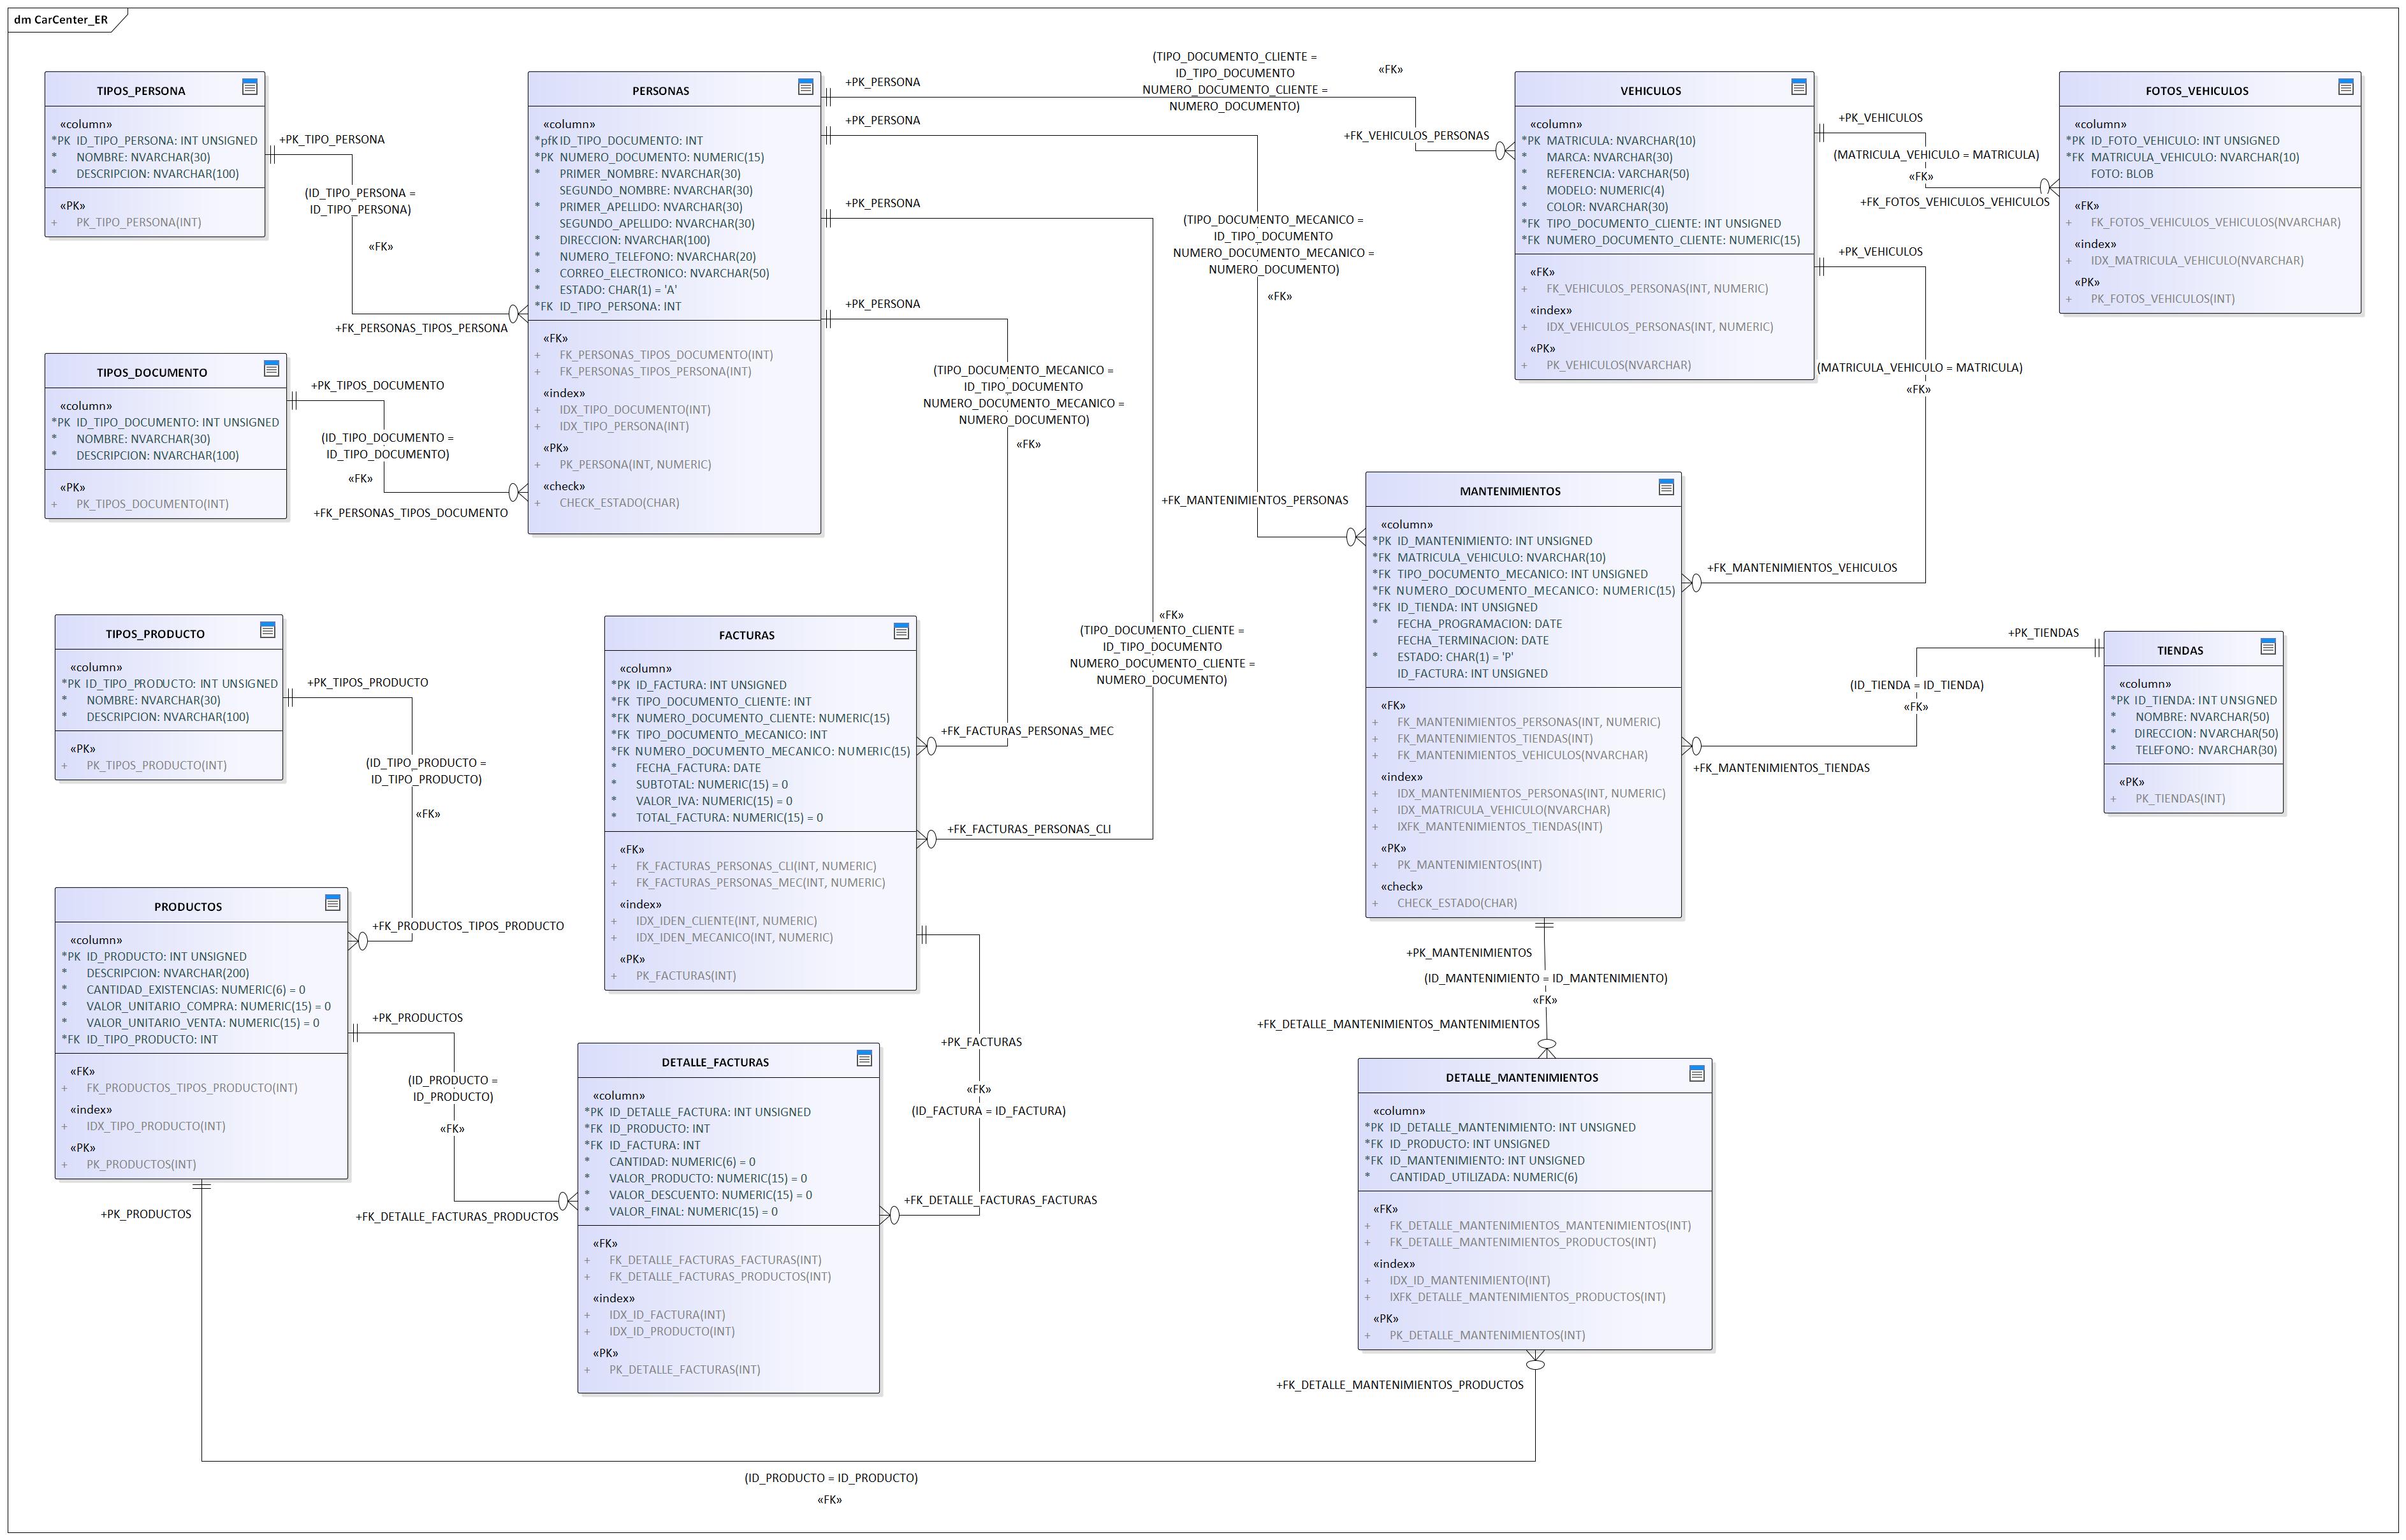 dm CarCenter_ER
TIPOS_PERSONA
«column»
*PK ID_TIPO_PERSONA: INT UNSIGNED
* NOMBRE: NVARCHAR(30)
* DESCRIPCION: NVARCHAR(100)
«PK»
+ PK_TIPO_PERSONA(INT)
+PK_TIPO_PERSONA
(ID_TIPO_PERSONA =
ID_TIPO_PERSONA)
«FK»
+FK_PERSONAS_TIPOS_PERSONA
TIPOS_DOCUMENTO
«column»
*PK ID_TIPO_DOCUMENTO: INT UNSIGNED
* NOMBRE: NVARCHAR(30)
* DESCRIPCION: NVARCHAR(100)
«PK»
+ PK_TIPOS_DOCUMENTO(INT)
+PK_TIPOS_DOCUMENTO
(ID_TIPO_DOCUMENTO =
ID_TIPO_DOCUMENTO)
«FK»
+FK_PERSONAS_TIPOS_DOCUMENTO
PERSONAS
«column»
*pfK ID_TIPO_DOCUMENTO: INT
*PK NUMERO_DOCUMENTO: NUMERIC(15)
* PRIMER_NOMBRE: NVARCHAR(30)
SEGUNDO_NOMBRE: NVARCHAR(30)
* PRIMER_APELLIDO: NVARCHAR(30)
SEGUNDO_APELLIDO: NVARCHAR(30)
* DIRECCION: NVARCHAR(100)
* NUMERO_TELEFONO: NVARCHAR(20)
* CORREO_ELECTRONICO: NVARCHAR(50)
* ESTADO: CHAR(1) = 'A'
*FK ID_TIPO_PERSONA: INT
«FK»
+ FK_PERSONAS_TIPOS_DOCUMENTO(INT)
+ FK_PERSONAS_TIPOS_PERSONA(INT)
«index»
+ IDX_TIPO_DOCUMENTO(INT)
+ IDX_TIPO_PERSONA(INT)
«PK»
+ PK_PERSONA(INT, NUMERIC)
«check»
+ CHECK_ESTADO(CHAR)
+PK_PERSONA
(TIPO_DOCUMENTO_CLIENTE =
ID_TIPO_DOCUMENTO
NUMERO_DOCUMENTO_CLIENTE =
NUMERO_DOCUMENTO)
«FK»
+FK_VEHICULOS_PERSONAS
+PK_PERSONA
(TIPO_DOCUMENTO_MECANICO =
ID_TIPO_DOCUMENTO
NUMERO_DOCUMENTO_MECANICO =
NUMERO_DOCUMENTO)
«FK»
+FK_MANTENIMIENTOS_PERSONAS
+PK_PERSONA
«FK»
(TIPO_DOCUMENTO_CLIENTE =
ID_TIPO_DOCUMENTO
NUMERO_DOCUMENTO_CLIENTE =
NUMERO_DOCUMENTO)
+FK_FACTURAS_PERSONAS_CLI
+PK_PERSONA
(TIPO_DOCUMENTO_MECANICO =
ID_TIPO_DOCUMENTO
NUMERO_DOCUMENTO_MECANICO =
NUMERO_DOCUMENTO)
«FK»
+FK_FACTURAS_PERSONAS_MEC
VEHICULOS
«column»
*PK MATRICULA: NVARCHAR(10)
* MARCA: NVARCHAR(30)
* REFERENCIA: VARCHAR(50)
* MODELO: NUMERIC(4)
* COLOR: NVARCHAR(30)
*FK TIPO_DOCUMENTO_CLIENTE: INT UNSIGNED
*FK NUMERO_DOCUMENTO_CLIENTE: NUMERIC(15)
«FK»
+ FK_VEHICULOS_PERSONAS(INT, NUMERIC)
«index»
+ IDX_VEHICULOS_PERSONAS(INT, NUMERIC)
«PK»
+ PK_VEHICULOS(NVARCHAR)
+PK_VEHICULOS
(MATRICULA_VEHICULO = MATRICULA)
«FK»
+FK_FOTOS_VEHICULOS_VEHICULOS
+PK_VEHICULOS
(MATRICULA_VEHICULO = MATRICULA)
«FK»
+FK_MANTENIMIENTOS_VEHICULOS
FOTOS_VEHICULOS
«column»
*PK ID_FOTO_VEHICULO: INT UNSIGNED
*FK MATRICULA_VEHICULO: NVARCHAR(10)
FOTO: BLOB
«FK»
+ FK_FOTOS_VEHICULOS_VEHICULOS(NVARCHAR)
«index»
+ IDX_MATRICULA_VEHICULO(NVARCHAR)
«PK»
+ PK_FOTOS_VEHICULOS(INT)
MANTENIMIENTOS
«column»
*PK ID_MANTENIMIENTO: INT UNSIGNED
*FK MATRICULA_VEHICULO: NVARCHAR(10)
*FK TIPO_DOCUMENTO_MECANICO: INT UNSIGNED
*FK NUMERO_DOCUMENTO_MECANICO: NUMERIC(15)
*FK ID_TIENDA: INT UNSIGNED
* FECHA_PROGRAMACION: DATE
FECHA_TERMINACION: DATE
* ESTADO: CHAR(1) = 'P'
ID_FACTURA: INT UNSIGNED
«FK»
+ FK_MANTENIMIENTOS_PERSONAS(INT, NUMERIC)
+ FK_MANTENIMIENTOS_TIENDAS(INT)
+ FK_MANTENIMIENTOS_VEHICULOS(NVARCHAR)
«index»
+ IDX_MANTENIMIENTOS_PERSONAS(INT, NUMERIC)
+ IDX_MATRICULA_VEHICULO(NVARCHAR)
+ IXFK_MANTENIMIENTOS_TIENDAS(INT)
«PK»
+ PK_MANTENIMIENTOS(INT)
«check»
+ CHECK_ESTADO(CHAR)
+PK_TIENDAS
(ID_TIENDA = ID_TIENDA)
«FK»
+FK_MANTENIMIENTOS_TIENDAS
TIENDAS
«column»
*PK ID_TIENDA: INT UNSIGNED
* NOMBRE: NVARCHAR(50)
* DIRECCION: NVARCHAR(50)
* TELEFONO: NVARCHAR(30)
«PK»
+ PK_TIENDAS(INT)
TIPOS_PRODUCTO
«column»
*PK ID_TIPO_PRODUCTO: INT UNSIGNED
* NOMBRE: NVARCHAR(30)
* DESCRIPCION: NVARCHAR(100)
«PK»
+ PK_TIPOS_PRODUCTO(INT)
+PK_TIPOS_PRODUCTO
(ID_TIPO_PRODUCTO =
ID_TIPO_PRODUCTO)
«FK»
+FK_PRODUCTOS_TIPOS_PRODUCTO
FACTURAS
«column»
*PK ID_FACTURA: INT UNSIGNED
*FK TIPO_DOCUMENTO_CLIENTE: INT
*FK NUMERO_DOCUMENTO_CLIENTE: NUMERIC(15)
*FK TIPO_DOCUMENTO_MECANICO: INT
*FK NUMERO_DOCUMENTO_MECANICO: NUMERIC(15)
* FECHA_FACTURA: DATE
* SUBTOTAL: NUMERIC(15) = 0
* VALOR_IVA: NUMERIC(15) = 0
* TOTAL_FACTURA: NUMERIC(15) = 0
«FK»
+ FK_FACTURAS_PERSONAS_CLI(INT, NUMERIC)
+ FK_FACTURAS_PERSONAS_MEC(INT, NUMERIC)
«index»
+ IDX_IDEN_CLIENTE(INT, NUMERIC)
+ IDX_IDEN_MECANICO(INT, NUMERIC)
«PK»
+ PK_FACTURAS(INT)
+PK_FACTURAS
«FK»
(ID_FACTURA = ID_FACTURA)
+FK_DETALLE_FACTURAS_FACTURAS
PRODUCTOS
«column»
*PK ID_PRODUCTO: INT UNSIGNED
* DESCRIPCION: NVARCHAR(200)
* CANTIDAD_EXISTENCIAS: NUMERIC(6) = 0
* VALOR_UNITARIO_COMPRA: NUMERIC(15) = 0
* VALOR_UNITARIO_VENTA: NUMERIC(15) = 0
*FK ID_TIPO_PRODUCTO: INT
«FK»
+ FK_PRODUCTOS_TIPOS_PRODUCTO(INT)
«index»
+ IDX_TIPO_PRODUCTO(INT)
«PK»
+ PK_PRODUCTOS(INT)
+PK_PRODUCTOS
(ID_PRODUCTO =
ID_PRODUCTO)
«FK»
+FK_DETALLE_FACTURAS_PRODUCTOS
DETALLE_FACTURAS
«column»
*PK ID_DETALLE_FACTURA: INT UNSIGNED
*FK ID_PRODUCTO: INT
*FK ID_FACTURA: INT
* CANTIDAD: NUMERIC(6) = 0
* VALOR_PRODUCTO: NUMERIC(15) = 0
* VALOR_DESCUENTO: NUMERIC(15) = 0
* VALOR_FINAL: NUMERIC(15) = 0
«FK»
+ FK_DETALLE_FACTURAS_FACTURAS(INT)
+ FK_DETALLE_FACTURAS_PRODUCTOS(INT)
«index»
+ IDX_ID_FACTURA(INT)
+ IDX_ID_PRODUCTO(INT)
«PK»
+ PK_DETALLE_FACTURAS(INT)
+PK_MANTENIMIENTOS
(ID_MANTENIMIENTO = ID_MANTENIMIENTO)
«FK»
+FK_DETALLE_MANTENIMIENTOS_MANTENIMIENTOS
DETALLE_MANTENIMIENTOS
«column»
*PK ID_DETALLE_MANTENIMIENTO: INT UNSIGNED
*FK ID_PRODUCTO: INT UNSIGNED
*FK ID_MANTENIMIENTO: INT UNSIGNED
* CANTIDAD_UTILIZADA: NUMERIC(6)
«FK»
+ FK_DETALLE_MANTENIMIENTOS_MANTENIMIENTOS(INT)
+ FK_DETALLE_MANTENIMIENTOS_PRODUCTOS(INT)
«index»
+ IDX_ID_MANTENIMIENTO(INT)
+ IXFK_DETALLE_MANTENIMIENTOS_PRODUCTOS(INT)
«PK»
+ PK_DETALLE_MANTENIMIENTOS(INT)
+PK_PRODUCTOS
+FK_DETALLE_MANTENIMIENTOS_PRODUCTOS
(ID_PRODUCTO = ID_PRODUCTO)
«FK»